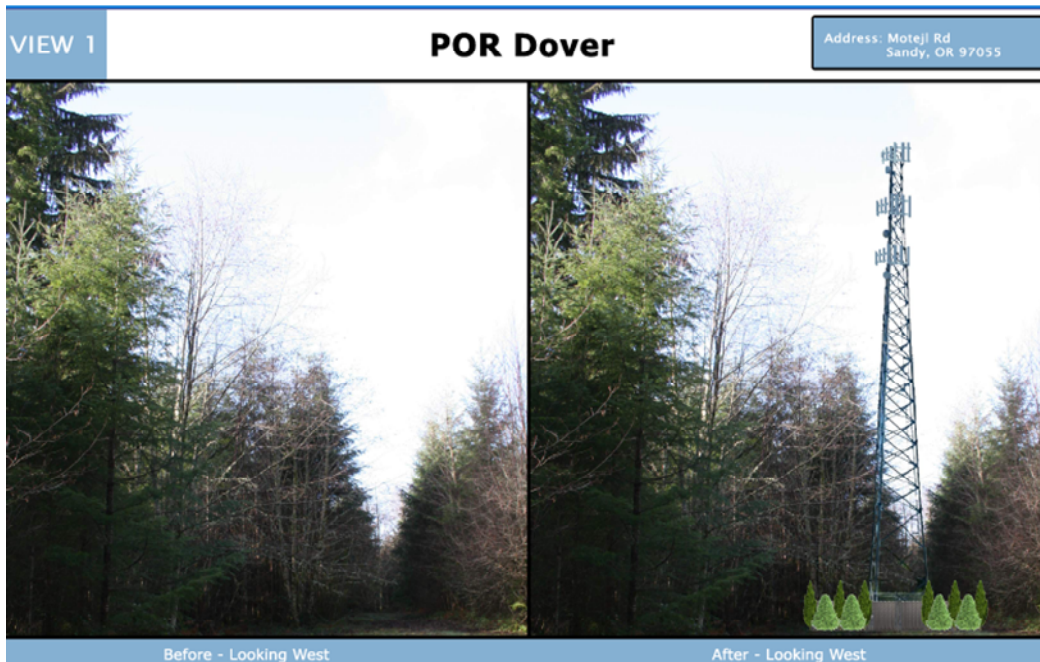 VIEW 1
POR Dover
Address: Motejl Rd
Sandy, OR 97055
Before - Looking West
After - Looking West